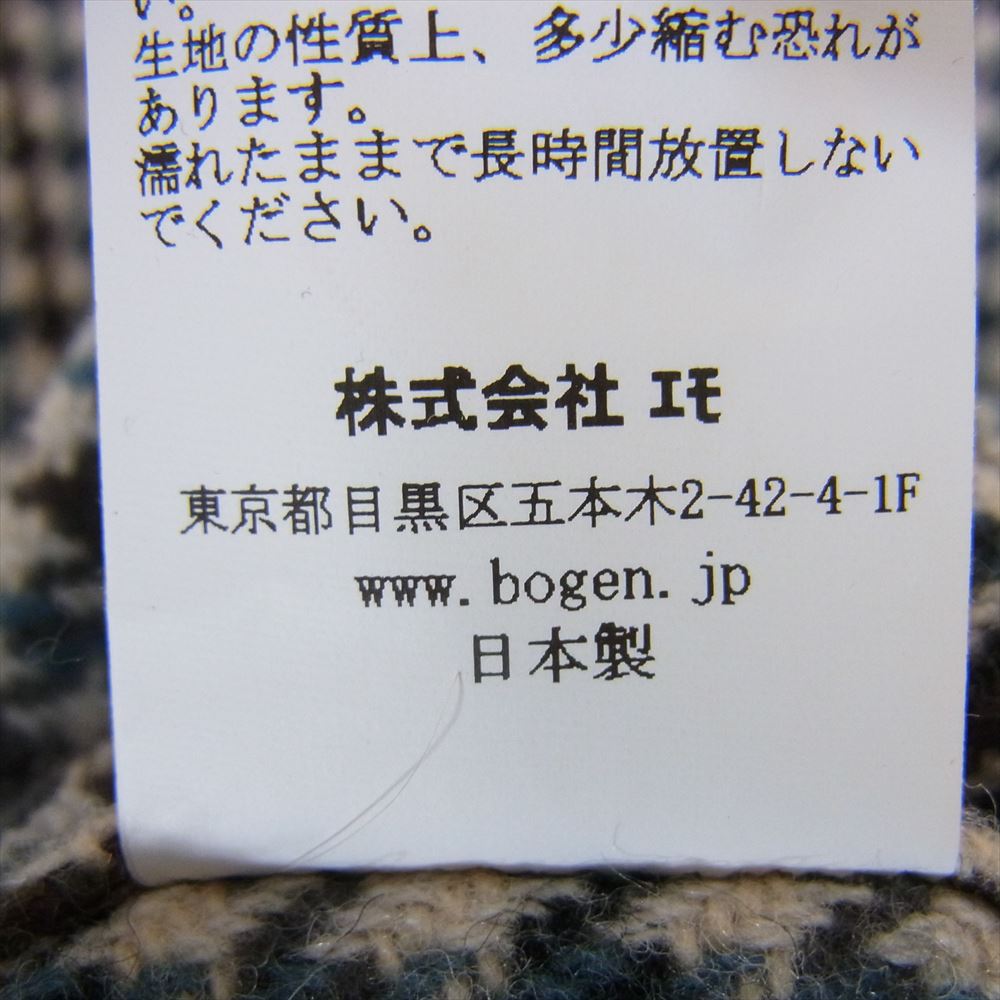 い。
生地の性質上、多少縮む恐れが
あります。
濡れたままで長時間放置しない
でください。
株式会社 エモ
東京都目黒区五本木2-42-4-1F
www.bogen.jp
日本製